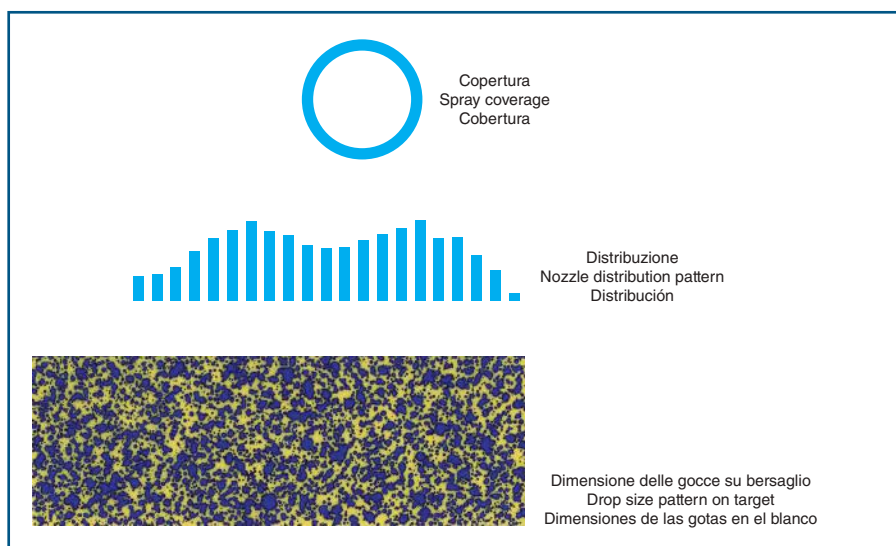 Copertura
Spray coverage
Cobertura
Distribuzione
Nozzle distribution pattern
Distribución
Dimensione delle gocce su bersaglio
Drop size pattern on target
Dimensiones de las gotas en el blanco